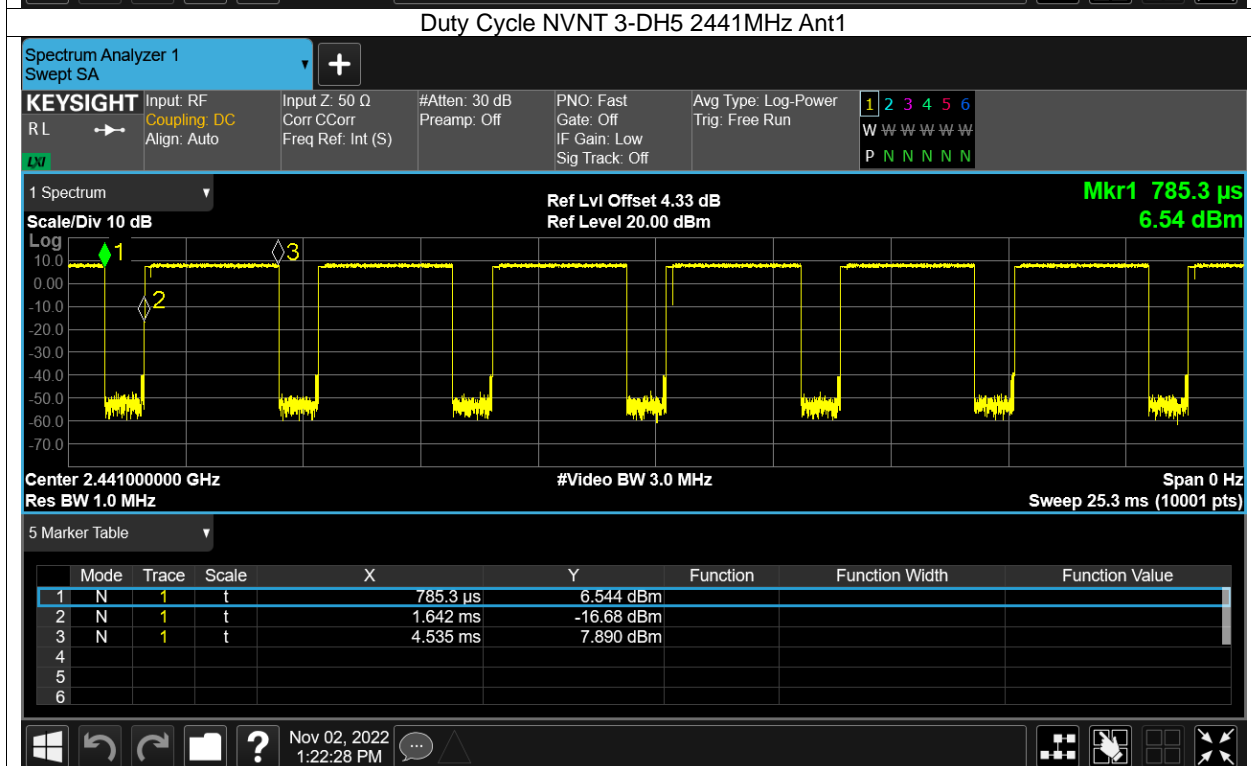 Duty Cycle NVNT 3-DH5 2441MHz Ant1
Spectrum Analyzer 1
Swept SA
KEYSIGHT Input: RF Input Z: 50 Ω #Atten: 30 dB PNO: Fast Avg Type: Log-Power 1 2 3 4 5 6
R L Coupling: DC Corr CCorr Preamp: Off Gate: Off Trig: Free Run W W W W W W
Align: Auto Freq Ref: Int (S) IF Gain: Low
LXI Sig Track: Off P N N N N N
1 Spectrum Ref Lvl Offset 4.33 dB Mkr1 785.3 µs
Scale/Div 10 dB Ref Level 20.00 dBm 6.54 dBm
Log
1 3
10.0
0.00
2
-10.0
-20.0
-30.0
-40.0
-50.0
-60.0
-70.0
Center 2.441000000 GHz #Video BW 3.0 MHz Span 0 Hz
Res BW 1.0 MHz Sweep 25.3 ms (10001 pts)
5 Marker Table
Mode Trace Scale X Y Function Function Width Function Value
1 N 1 t 785.3 µs 6.544 dBm
2 N 1 t 1.642 ms -16.68 dBm
3 N 1 t 4.535 ms 7.890 dBm
4
5
6
? Nov 02, 2022
1:22:28 PM